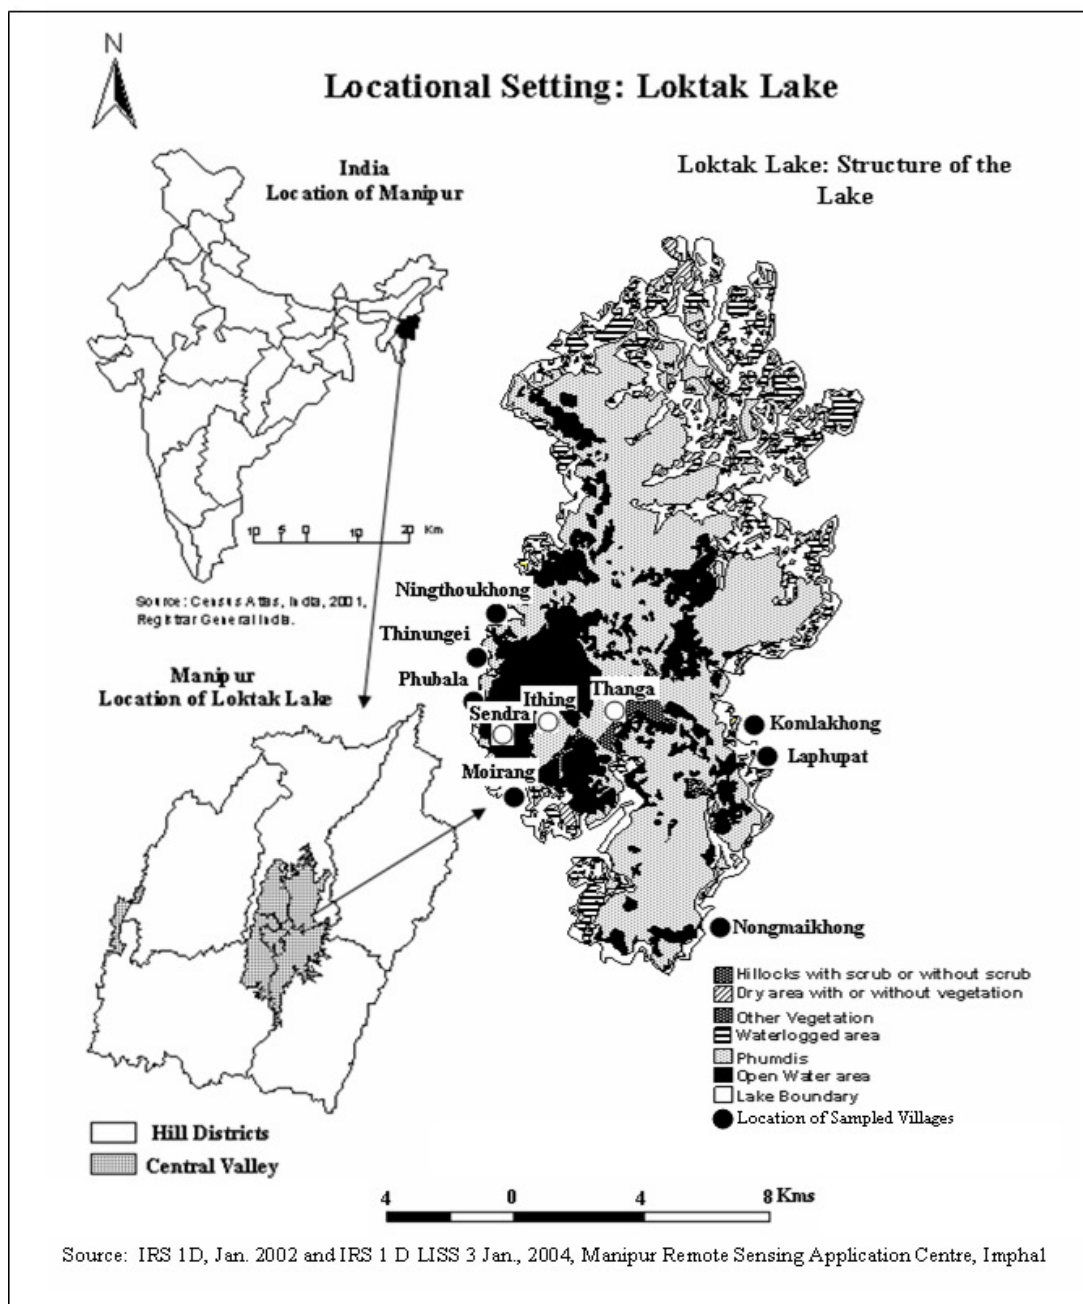 N
Locational Setting: Loktak Lake
India
Location of Manipur
Loktak Lake: Structure of the
Lake
10 5 0 10 20 Km
Source: Census Atlas, India, 2001,
Registrar General India.
Manipur
Location of Loktak Lake
Ningthoukhong
Thinungei
Phubala
Sendra
Ithing
Thanga
Moirang
Komlakhong
Laphupat
Nongmaikhong
Hillocks with scrub or without scrub
Dry area with or without vegetation
Other Vegetation
Waterlogged area
Phumdis
Open Water area
Lake Boundary
Location of Sampled Villages
Hill Districts
Central Valley
4 0 4 8 Kms
Source: IRS 1D, Jan. 2002 and IRS 1 D LISS 3 Jan., 2004, Manipur Remote Sensing Application Centre, Imphal